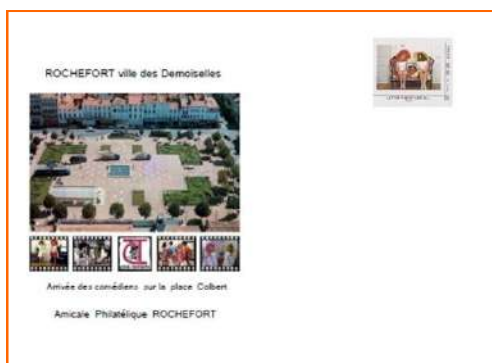 ROCHEFORT ville des Demoiselles
Arrivée des comédiens sur la place Colbert
Amicale Philatélique ROCHEFORT